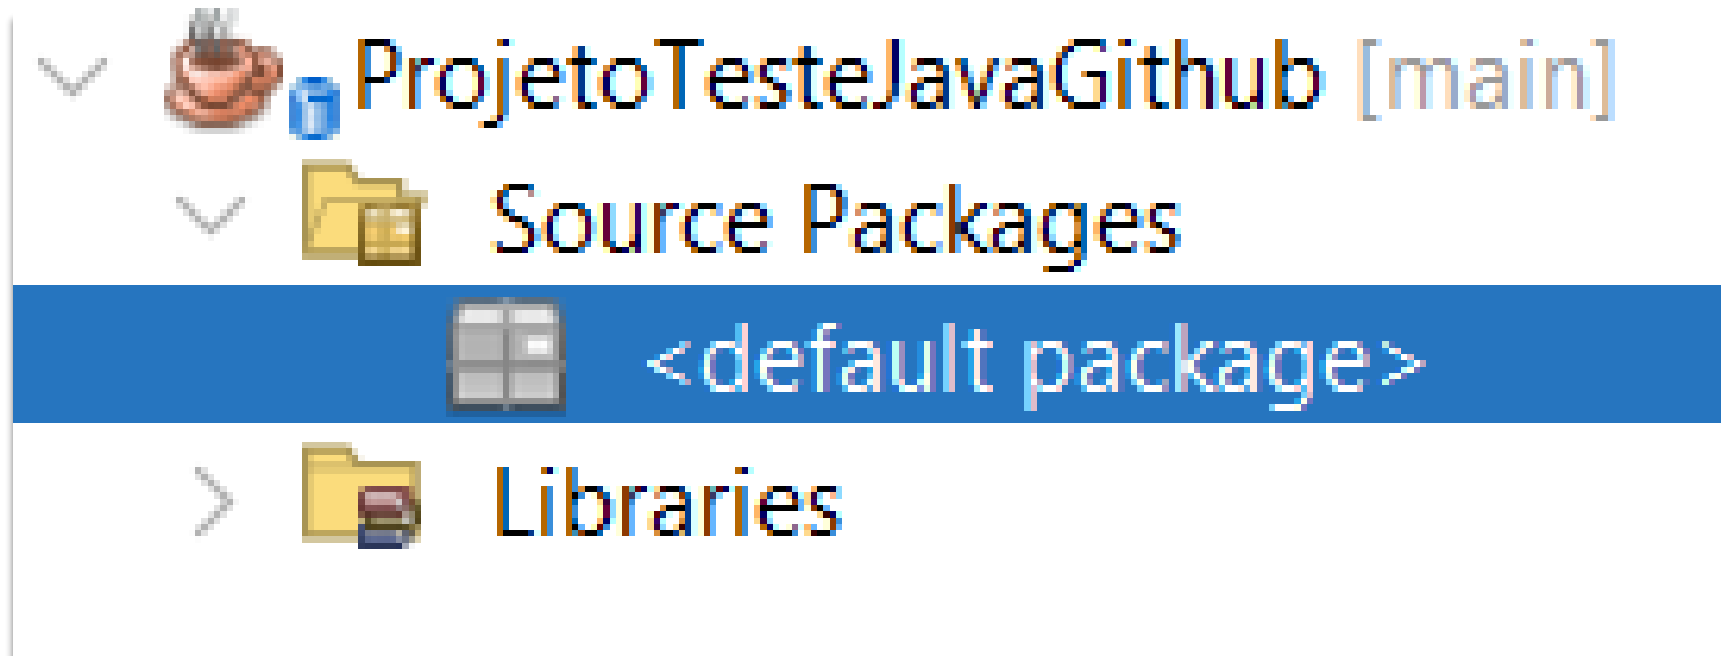 ProjetoTesteJavaGithub [main]
Source Packages
<default package>
Libraries